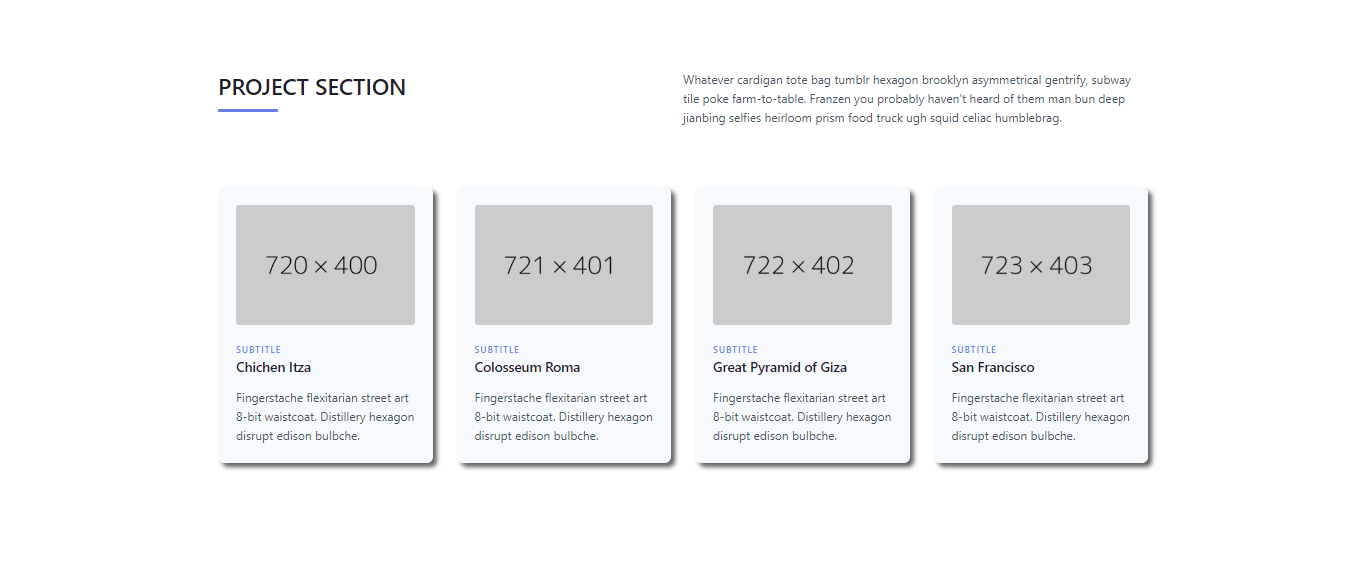 PROJECT SECTION
Whatever cardigan tote bag tumblr hexagon brooklyn asymmetrical gentrify, subway
tile poke farm-to-table. Franzen you probably haven't heard of them man bun deep
jianbing selfies heirloom prism food truck ugh squid celiac humblebrag.
720 × 400
SUBTITLE
Chichen Itza
Fingerstache flexitarian street art
8-bit waistcoat. Distillery hexagon
disrupt edison bulbche.
721 × 401
SUBTITLE
Colosseum Roma
Fingerstache flexitarian street art
8-bit waistcoat. Distillery hexagon
disrupt edison bulbche.
722 × 402
SUBTITLE
Great Pyramid of Giza
Fingerstache flexitarian street art
8-bit waistcoat. Distillery hexagon
disrupt edison bulbche.
723 × 403
SUBTITLE
San Francisco
Fingerstache flexitarian street art
8-bit waistcoat. Distillery hexagon
disrupt edison bulbche.